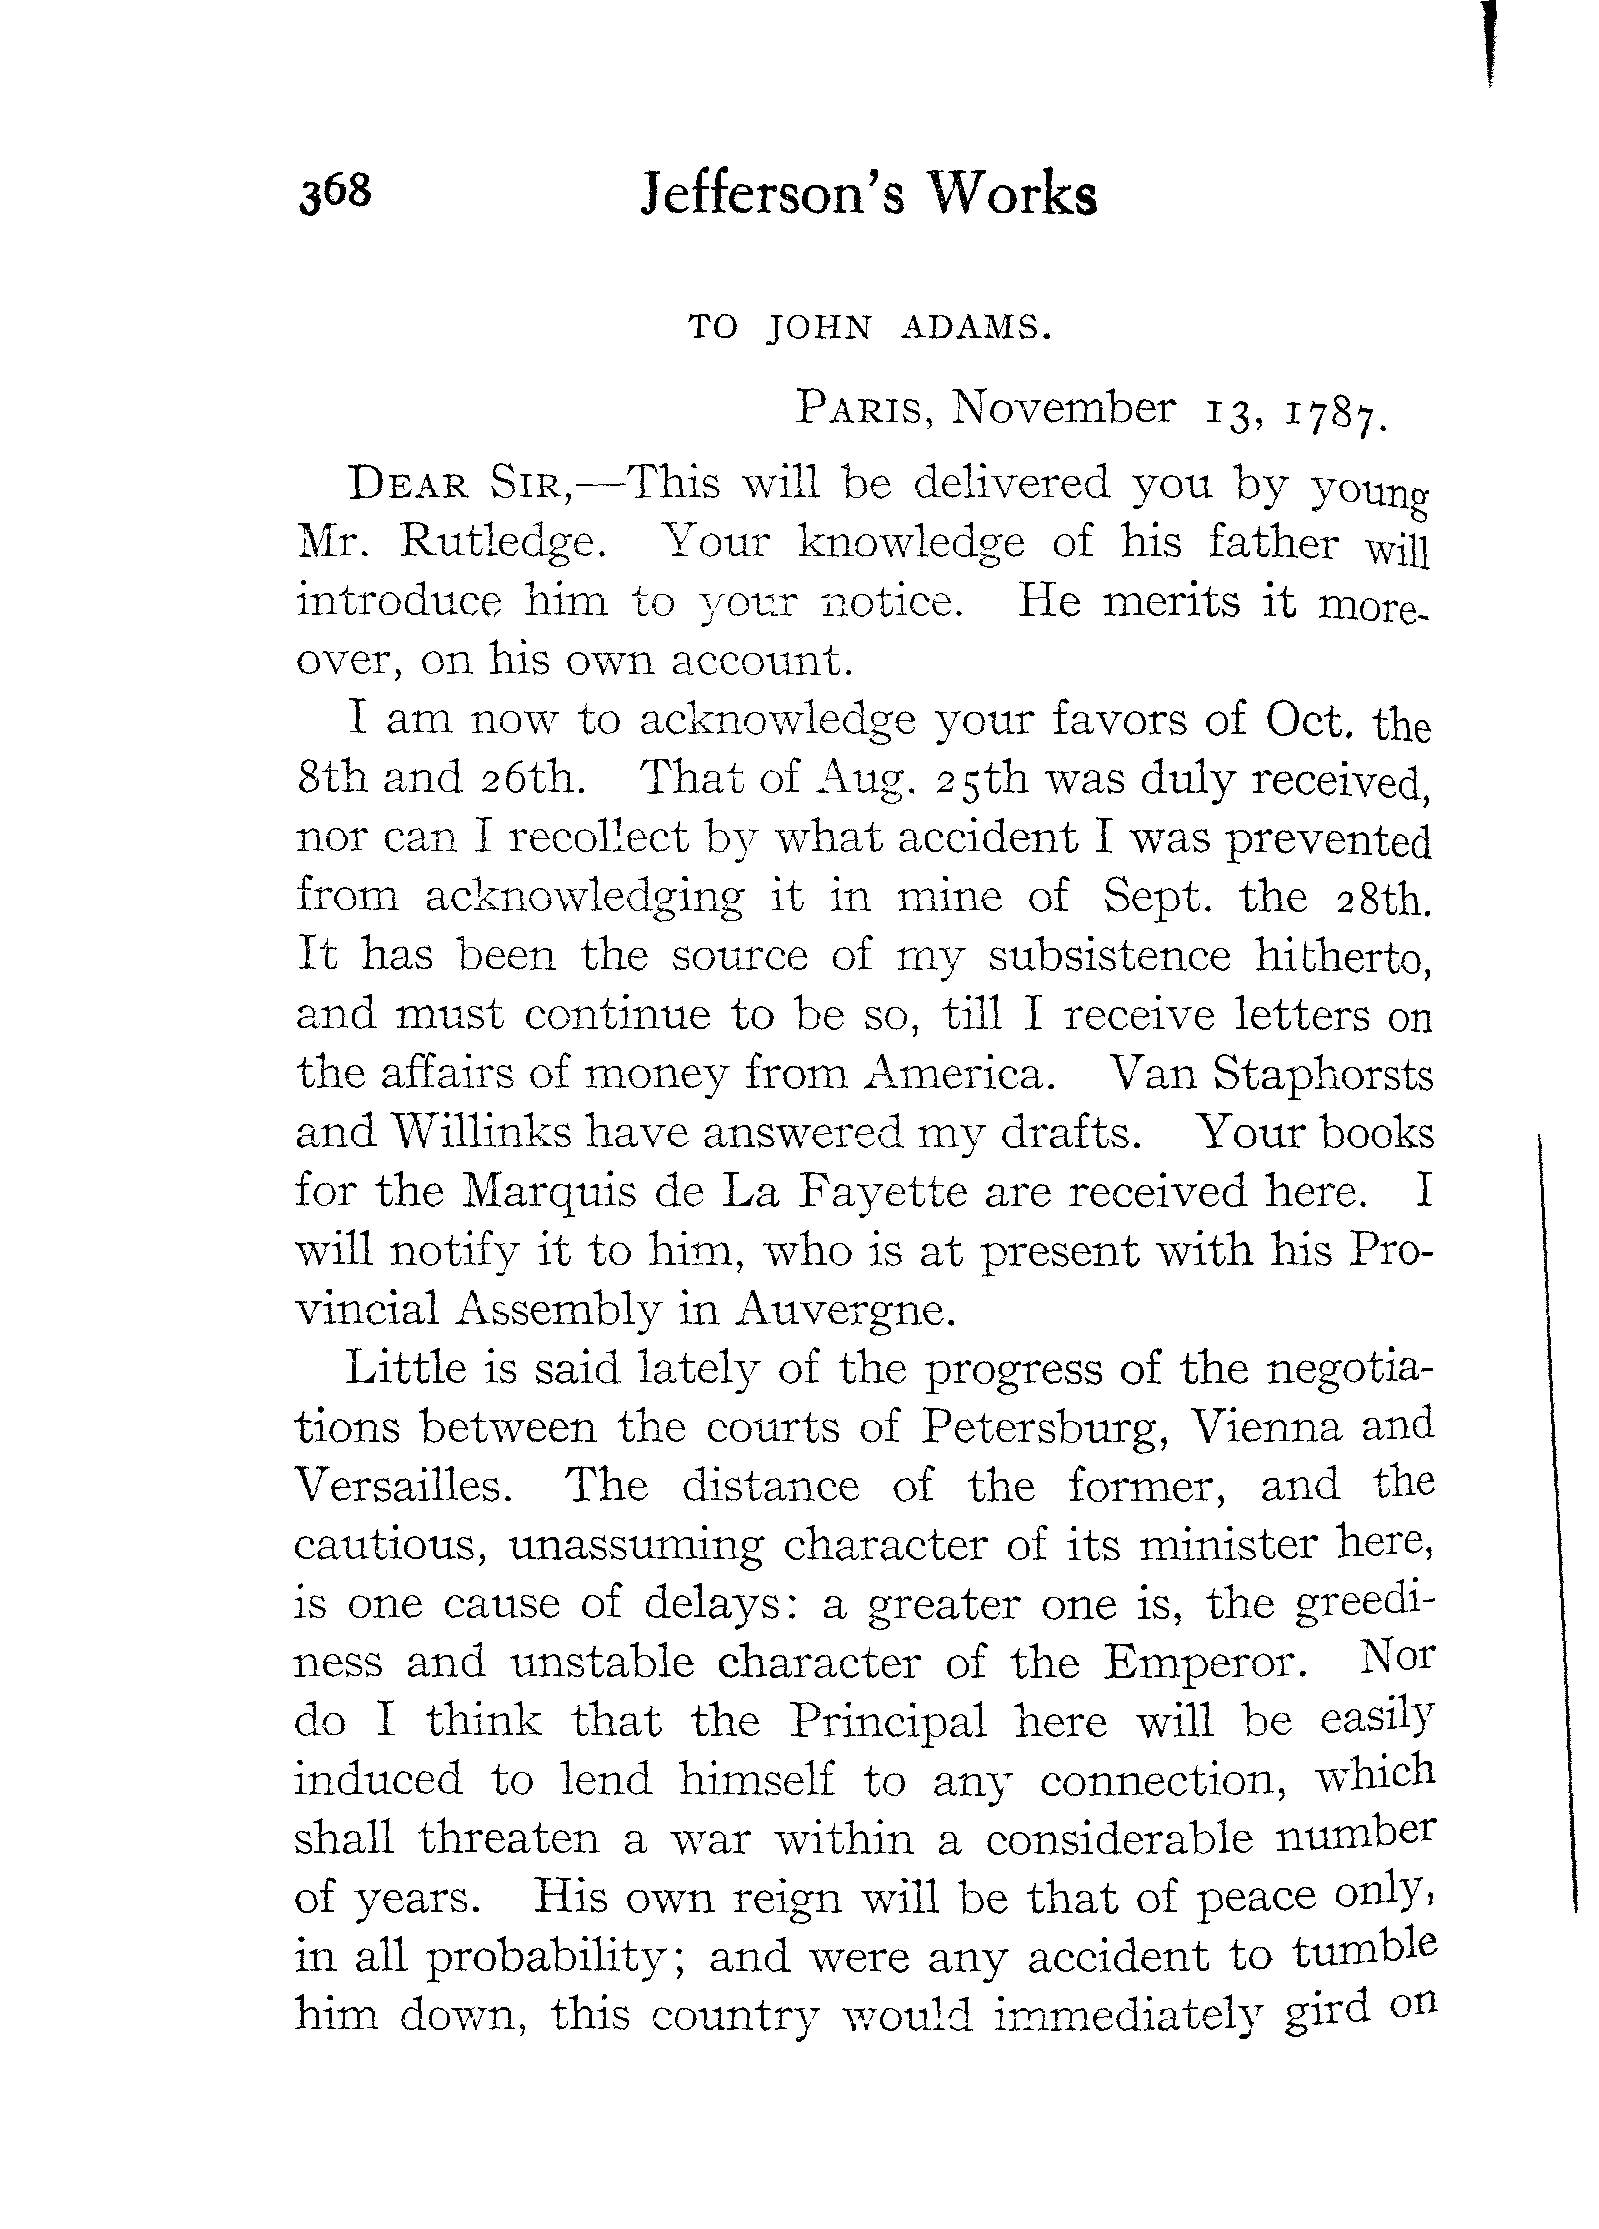 368 Jefferson's Works
TO JOHN ADAMS.
PARIS, November 13, 1787.
DEAR SIR,—This will be delivered you by young
Mr. Rutledge. Your knowledge of his father will
introduce him to your notice. He merits it more-
over, on his own account.
I am now to acknowledge your favors of Oct. the
8th and 26th. That of Aug. 25th was duly received,
nor can I recollect by what accident I was prevented
from acknowledging it in mine of Sept. the 28th.
It has been the source of my subsistence hitherto,
and must continue to be so, till I receive letters on
the affairs of money from America. Van Staphorsts
and Willinks have answered my drafts. Your books
for the Marquis de La Fayette are received here. I
will notify it to him, who is at present with his Pro-
vincial Assembly in Auvergne.
Little is said lately of the progress of the negotia-
tions between the courts of Petersburg, Vienna and
Versailles. The distance of the former, and the
cautious, unassuming character of its minister here,
is one cause of delays: a greater one is, the greedi-
ness and unstable character of the Emperor. Nor
do I think that the Principal here will be easily
induced to lend himself to any connection, which
shall threaten a war within a considerable number
of years. His own reign will be that of peace only,
in all probability; and were any accident to tumble
him down, this country would immediately gird on